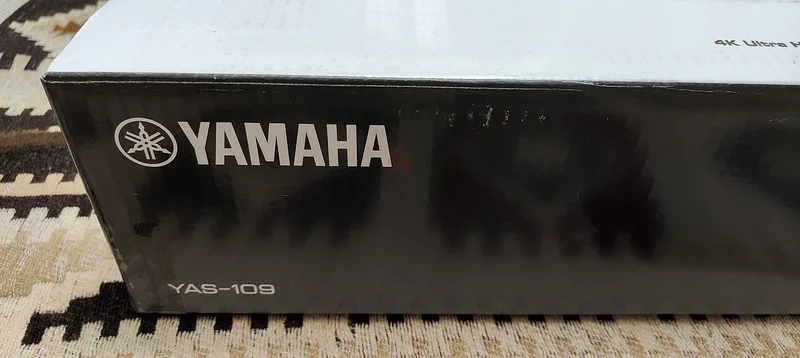 4K Ultra H
YAMAHA
YAS-109